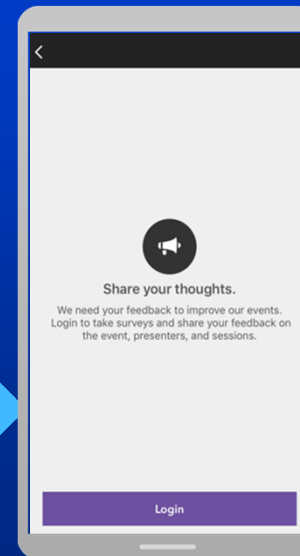 Share your thoughts.
We need your feedback to improve our events.
Login to take surveys and share your feedback on
the event, presenters, and sessions.
Login